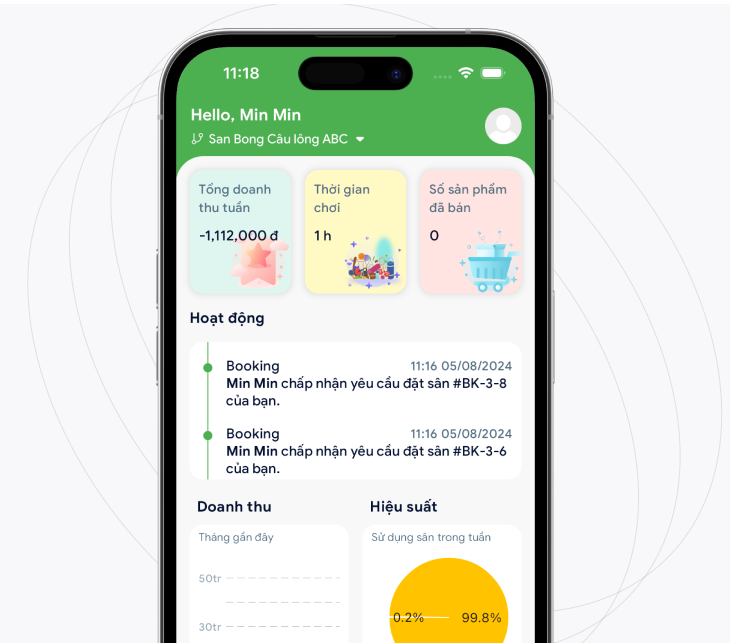 11:18
Hello, Min Min
San Bong Cầu lông ABC
Tổng doanh
thu tuần
-1,112,000 đ
Thời gian
chơi
1 h
Số sản phẩm
đã bán
0
Hoạt động
Booking 11:16 05/08/2024
Min Min chấp nhận yêu cầu đặt sân #BK-3-8
của bạn.
Booking 11:16 05/08/2024
Min Min chấp nhận yêu cầu đặt sân #BK-3-6
của bạn.
Doanh thu
Hiệu suất
Tháng gần đây
50tr
30tr
Sử dụng sân trong tuần
0.2% 99.8%